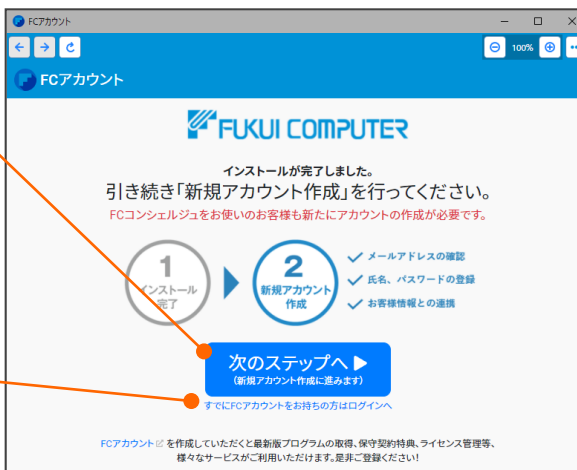 FCアカウント
100%
FCアカウント
FUKUI COMPUTER
インストールが完了しました。
引き続き「新規アカウント作成」を行ってください。
FCコンシェルジュをお使いのお客様も新たにアカウントの作成が必要です。
1
インストール
完了
2
新規アカウント
作成
メールアドレスの確認
氏名、パスワードの登録
お客様情報との連携
次のステップへ ▶
(新規アカウント作成に進みます)
すでにFCアカウントをお持ちの方はログインへ
FCアカウント を作成していただくと最新版プログラムの取得、保守契約特典、ライセンス管理等、
様々なサービスがご利用いただけます。是非ご登録ください!